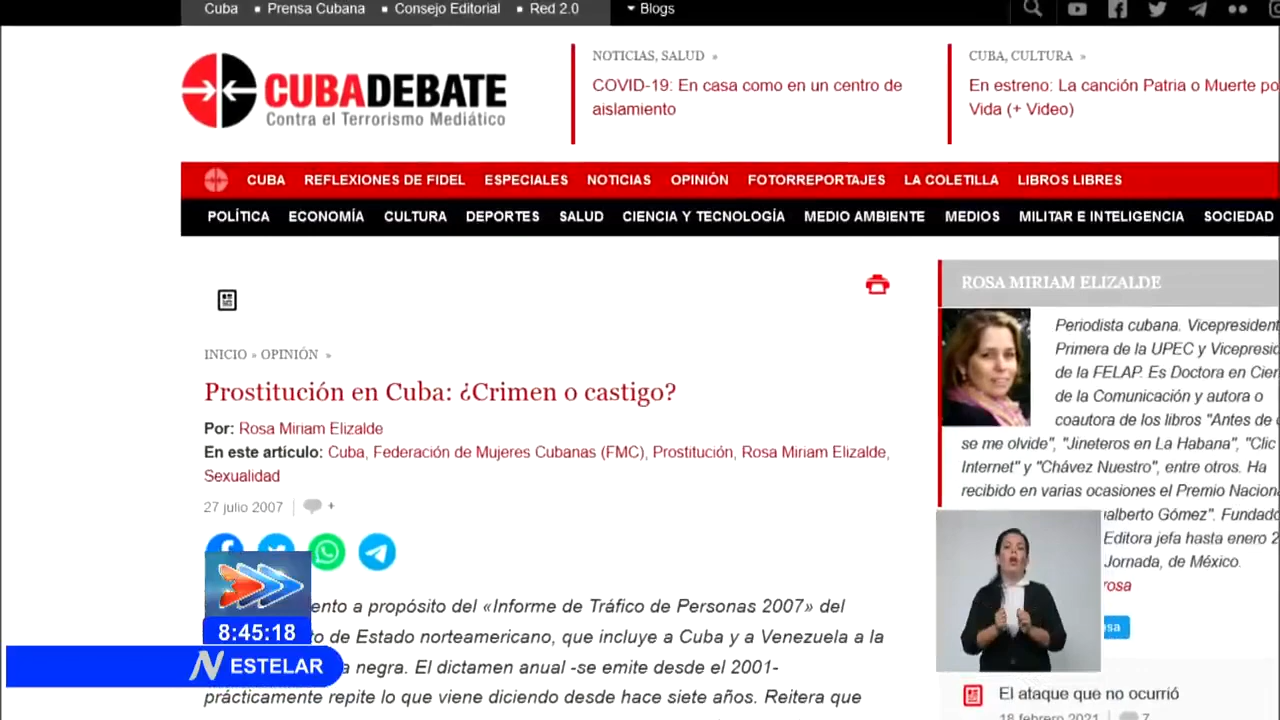 Cuba Prensa Cubana Consejo Editorial Red 2.0 Blogs
CUBADEBATE
Contra el Terrorismo Mediático
NOTICIAS, SALUD »
COVID-19: En casa como en un centro de
aislamiento
CUBA, CULTURA »
En estreno: La canción Patria o Muerte po
Vida (+ Video)
CUBA REFLEXIONES DE FIDEL ESPECIALES NOTICIAS OPINIÓN FOTORREPORTAJES LA COLETILLA LIBROS LIBRES
POLÍTICA ECONOMÍA CULTURA DEPORTES SALUD CIENCIA Y TECNOLOGÍA MEDIO AMBIENTE MEDIOS MILITAR E INTELIGENCIA SOCIEDAD
INICIO » OPINIÓN »
Prostitución en Cuba: ¿Crimen o castigo?
Por: Rosa Miriam Elizalde
En este artículo: Cuba, Federación de Mujeres Cubanas (FMC), Prostitución, Rosa Miriam Elizalde,
Sexualidad
27 julio 2007 +
ento a propósito del «Informe de Tráfico de Personas 2007» del
o de Estado norteamericano, que incluye a Cuba y a Venezuela a la
a negra. El dictamen anual -se emite desde el 2001-
prácticamente repite lo que viene diciendo desde hace siete años. Reitera que
8:45:18
N ESTELAR
ROSA MIRIAM ELIZALDE
Periodista cubana. Vicepresident
Primera de la UPEC y Vicepresid
de la FELAP. Es Doctora en Cien
de la Comunicación y autora o
coautora de los libros "Antes de
se me olvide", "Jineteros en La Habana", "Clic
Internet" y "Chávez Nuestro", entre otros. Ha
recibido en varias ocasiones el Premio Naciona
ualberto Gómez". Fundado
Editora jefa hasta enero 2
Jornada, de México.
rosa
sa
El ataque que no ocurrió
18 febrero 2021 7